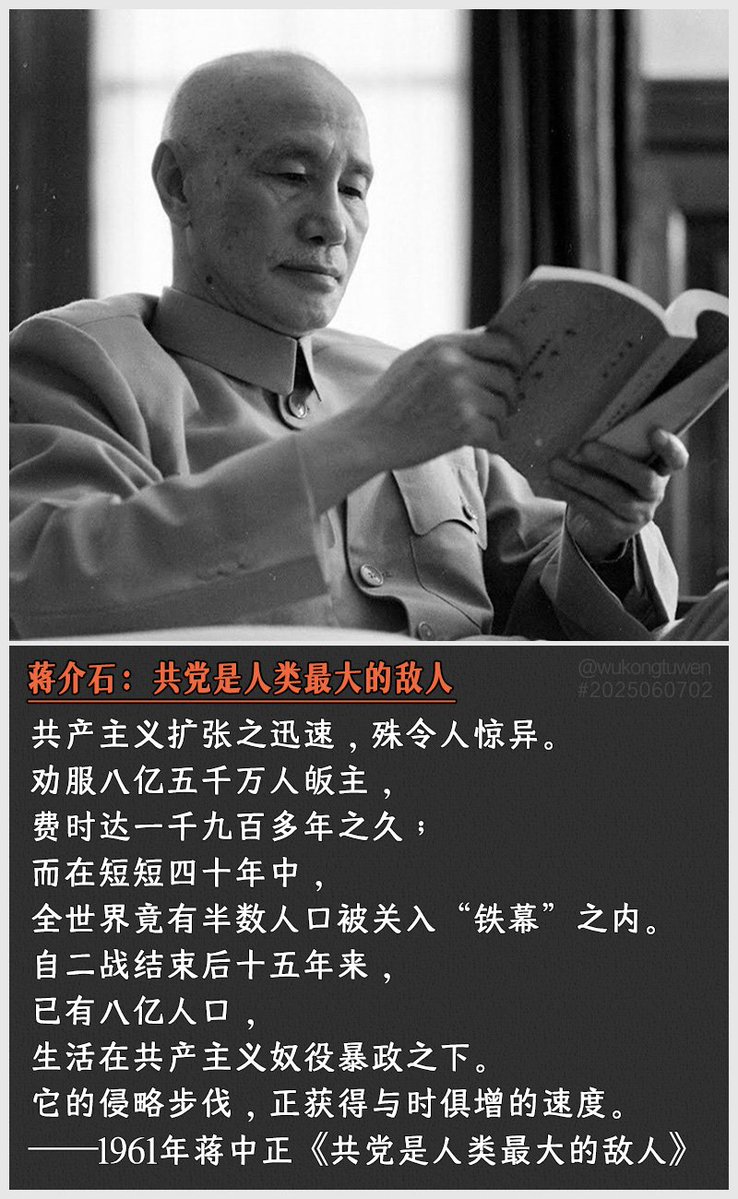 蒋介石：共党是人类最大的敌人
@wukongtuwen
#2025060702
共产主义扩张之迅速，殊令人惊异。
劝服八亿五千万人皈主，
费时达一千九百多年之久；
而在短短四十年中，
全世界竟有半数人口被关入“铁幕”之内。
自二战结束后十五年来，
已有八亿人口，
生活在共产主义奴役暴政之下。
它的侵略步伐，正获得与时俱增的速度。
——1961年蒋中正《共党是人类最大的敌人》